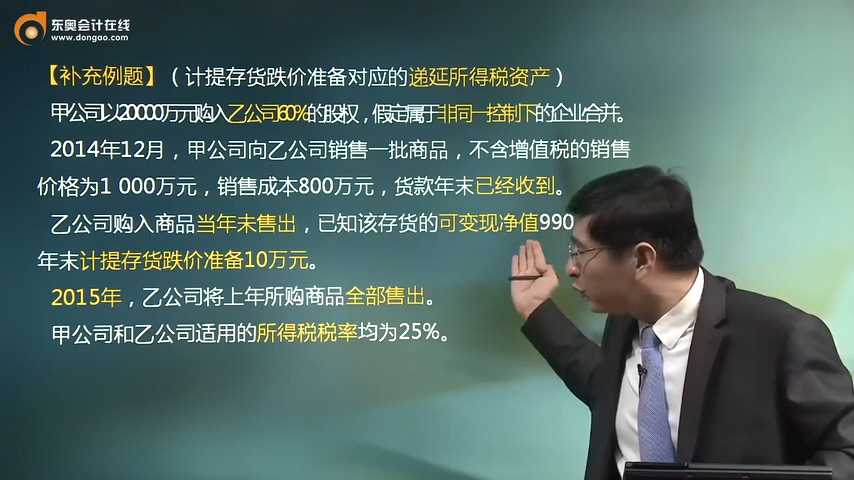 东奥会计在线
www.dongao.com
【补充例题】（计提存货跌价准备对应的递延所得税资产）
甲公司以20000万元购入乙公司60%的股权，假定属于非同一控制下的企业合并。
2014年12月，甲公司向乙公司销售一批商品，不含增值税的销售
价格为1 000万元，销售成本800万元，货款年末已经收到。
乙公司购入商品当年未售出，已知该存货的可变现净值990
年末计提存货跌价准备10万元。
2015年，乙公司将上年所购商品全部售出。
甲公司和乙公司适用的所得税税率均为25%。